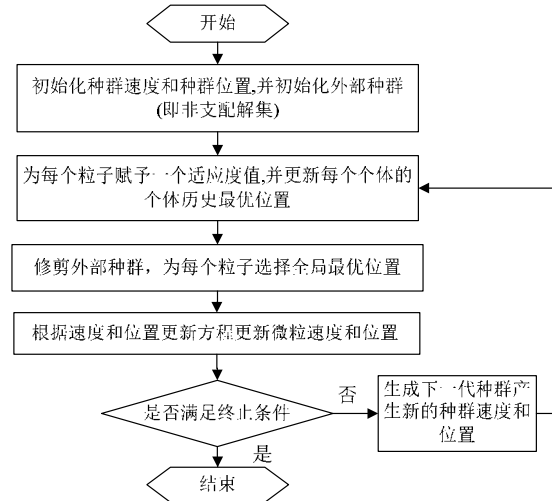 开始
初始化种群速度和种群位置,并初始化外部种群
(即非支配解集)
为每个粒子赋予一个适应度值,并更新每个个体的
个体历史最优位置
修剪外部种群，为每个粒子选择全局最优位置
根据速度和位置更新方程更新微粒速度和位置
是否满足终止条件
否
生成下一代种群产
生新的种群速度和
位置
是
结束